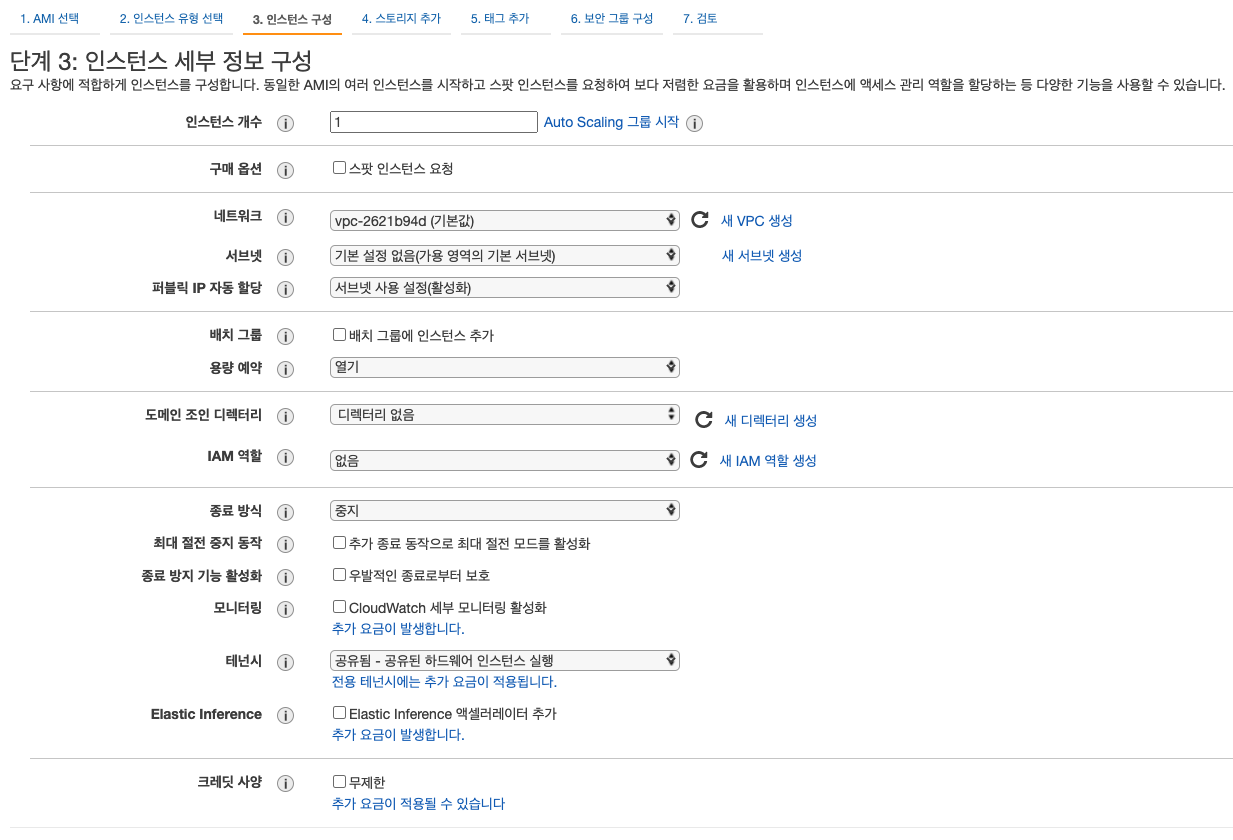 1. AMI 선택 2. 인스턴스 유형 선택 3. 인스턴스 구성 4. 스토리지 추가 5. 태그 추가 6. 보안 그룹 구성 7. 검토
단계 3: 인스턴스 세부 정보 구성
요구 사항에 적합하게 인스턴스를 구성합니다. 동일한 AMI의 여러 인스턴스를 시작하고 스팟 인스턴스를 요청하여 보다 저렴한 요금을 활용하며 인스턴스에 액세스 관리 역할을 할당하는 등 다양한 기능을 사용할 수 있습니다.
인스턴스 개수 i 1 Auto Scaling 그룹 시작 i
구매 옵션 i 스팟 인스턴스 요청
네트워크 i vpc-2621b94d (기본값) 새 VPC 생성
서브넷 i 기본 설정 없음(가용 영역의 기본 서브넷) 새 서브넷 생성
퍼블릭 IP 자동 할당 i 서브넷 사용 설정(활성화)
배치 그룹 i 배치 그룹에 인스턴스 추가
용량 예약 i 열기
도메인 조인 디렉터리 i 디렉터리 없음 새 디렉터리 생성
IAM 역할 i 없음 새 IAM 역할 생성
종료 방식 i 중지
최대 절전 중지 동작 i 추가 종료 동작으로 최대 절전 모드를 활성화
종료 방지 기능 활성화 i 우발적인 종료로부터 보호
모니터링 i CloudWatch 세부 모니터링 활성화
추가 요금이 발생합니다.
테넌시 i 공유됨 - 공유된 하드웨어 인스턴스 실행
전용 테넌시에는 추가 요금이 적용됩니다.
Elastic Inference i Elastic Inference 액셀러레이터 추가
추가 요금이 발생합니다.
크레딧 사양 i 무제한
추가 요금이 적용될 수 있습니다